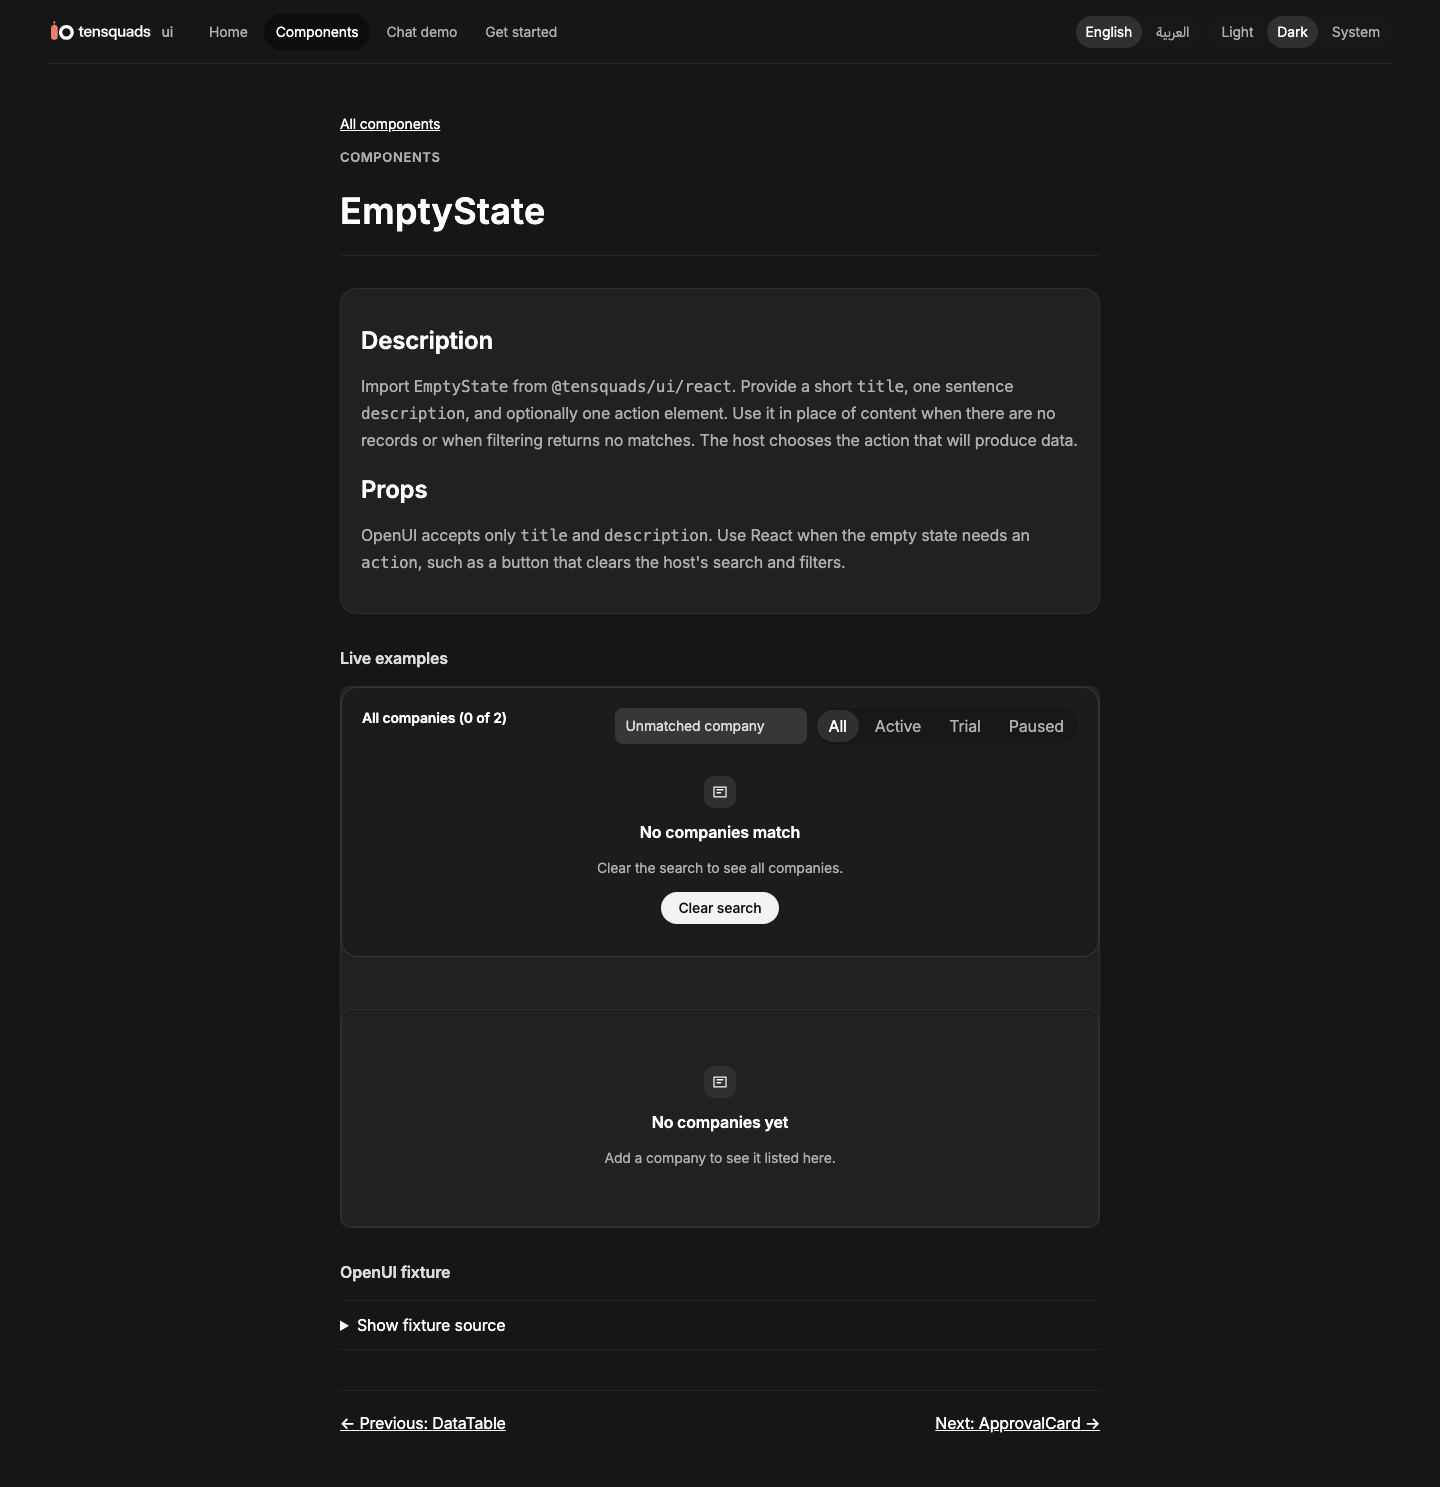 tensquads ui
Home
Components
Chat demo
Get started
English
العربية
Light
Dark
System
All components
COMPONENTS
EmptyState
Description
Import EmptyState from @tensquads/ui/react. Provide a short title, one sentence
description, and optionally one action element. Use it in place of content when there are no
records or when filtering returns no matches. The host chooses the action that will produce data.
Props
OpenUI accepts only title and description. Use React when the empty state needs an
action, such as a button that clears the host's search and filters.
Live examples
All companies (0 of 2)
Unmatched company
All
Active
Trial
Paused
No companies match
Clear the search to see all companies.
Clear search
No companies yet
Add a company to see it listed here.
OpenUI fixture
Show fixture source
← Previous: DataTable
Next: ApprovalCard →